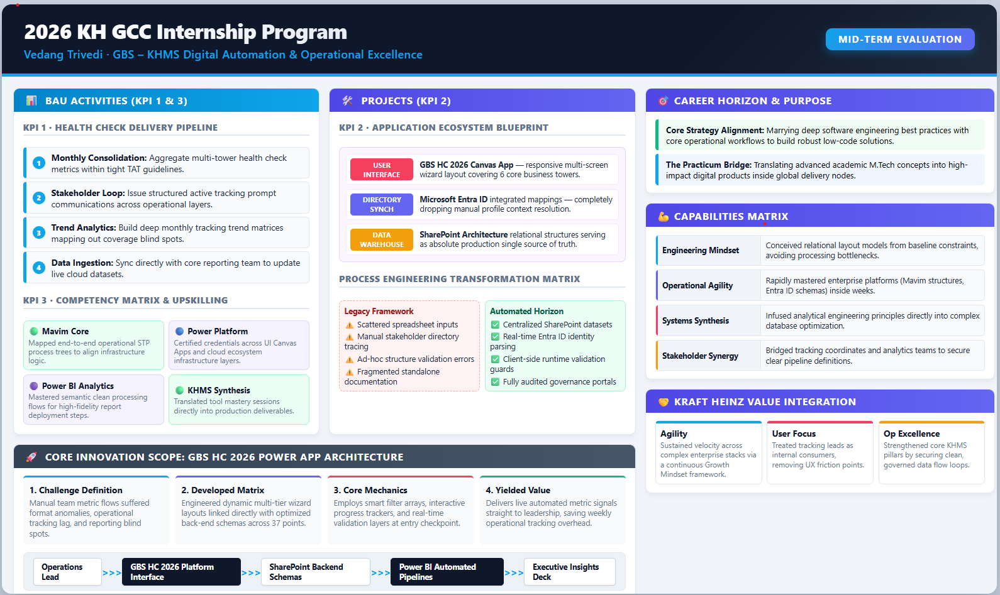 2026 KH GCC Internship Program
Vedang Trivedi · GBS – KHMS Digital Automation & Operational Excellence
MID-TERM EVALUATION
BAU ACTIVITIES (KPI 1 & 3)
KPI 1 · HEALTH CHECK DELIVERY PIPELINE
1
Monthly Consolidation: Aggregate multi-tower health check
metrics within tight TAT guidelines.
2
Stakeholder Loop: Issue structured active tracking prompt
communications across operational layers.
3
Trend Analytics: Build deep monthly tracking trend matrices
mapping out coverage blind spots.
4
Data Ingestion: Sync directly with core reporting team to update
live cloud datasets.
KPI 3 · COMPETENCY MATRIX & UPSKILLING
Mavim Core
Mapped end-to-end operational STP
process trees to align infrastructure
logic.
Power Platform
Certified credentials across UI Canvas
Apps and cloud ecosystem
infrastructure layers.
Power BI Analytics
Mastered semantic clean processing
flows for high-fidelity report
deployment steps.
KHMS Synthesis
Translated tool mastery sessions
directly into production deliverables.
PROJECTS (KPI 2)
KPI 2 · APPLICATION ECOSYSTEM BLUEPRINT
USER
INTERFACE
GBS HC 2026 Canvas App — responsive multi-screen
wizard layout covering 6 core business towers.
DIRECTORY
SYNCH
Microsoft Entra ID integrated mappings — completely
dropping manual profile context resolution.
DATA
WAREHOUSE
SharePoint Architecture relational structures serving
as absolute production single source of truth.
PROCESS ENGINEERING TRANSFORMATION MATRIX
Legacy Framework
Scattered spreadsheet inputs
Manual stakeholder directory
tracing
Ad-hoc structure validation errors
Fragmented standalone
documentation
Automated Horizon
Centralized SharePoint datasets
Real-time Entra ID identity
parsing
Client-side runtime validation
guards
Fully audited governance portals
CAREER HORIZON & PURPOSE
Core Strategy Alignment: Marrying deep software engineering best practices with
core operational workflows to build robust low-code solutions.
The Practicum Bridge: Translating advanced academic M.Tech concepts into high-
impact digital products inside global delivery nodes.
CAPABILITIES MATRIX
Engineering Mindset
Conceived relational layout models from baseline constraints,
avoiding processing bottlenecks.
Operational Agility
Rapidly mastered enterprise platforms (Mavim structures,
Entra ID schemas) inside weeks.
Systems Synthesis
Infused analytical engineering principles directly into complex
database optimization.
Stakeholder Synergy
Bridged tracking coordinates and analytics teams to secure
clear pipeline definitions.
KRAFT HEINZ VALUE INTEGRATION
Agility
Sustained velocity across
complex enterprise stacks via
a continuous Growth
Mindset framework.
User Focus
Treated tracking leads as
internal consumers,
removing UX friction points.
Op Excellence
Strengthened core KHMS
pillars by securing clean,
governed data flow loops.
CORE INNOVATION SCOPE: GBS HC 2026 POWER APP ARCHITECTURE
1. Challenge Definition
Manual team metric flows suffered
format anomalies, operational
tracking lag, and reporting blind
spots.
2. Developed Matrix
Engineered dynamic multi-tier wizard
layouts linked directly with optimized
back-end schemas across 37 points.
3. Core Mechanics
Employs smart filter arrays, interactive
progress trackers, and real-time
validation layers at entry checkpoint.
4. Yielded Value
Delivers live automated metric signals
straight to leadership, saving weekly
operational tracking overhead.
Operations
Lead
>>>
GBS HC 2026 Platform
Interface
>>>
SharePoint Backend
Schemas
>>>
Power BI Automated
Pipelines
>>>
Executive Insights
Deck